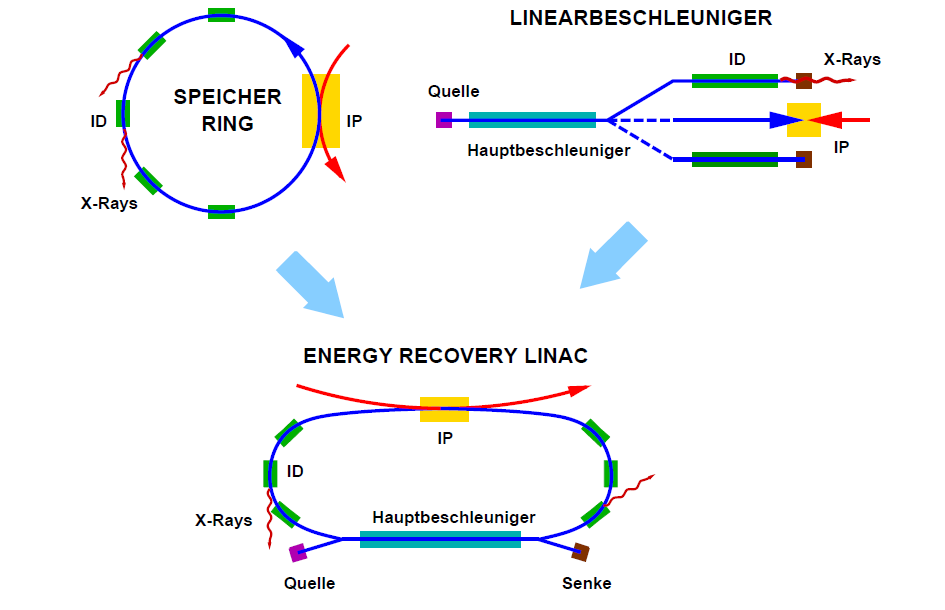 LINEARBESCHLEUNIGER
SPEICHER
RING
ID
IP
X-Rays
Quelle
Hauptbeschleuniger
ID
X-Rays
IP
ENERGY RECOVERY LINAC
IP
ID
X-Rays
Hauptbeschleuniger
Quelle
Senke